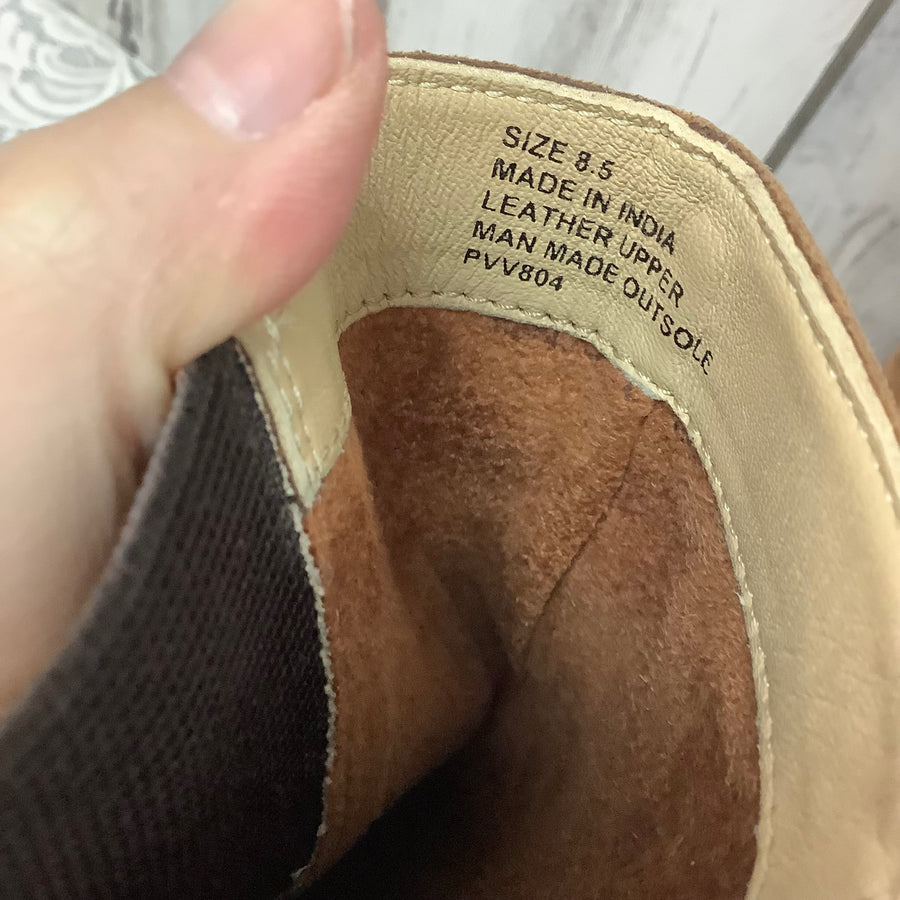 SIZE 8.5
MADE IN INDIA
LEATHER UPPER
MAN MADE OUTSOLE
PVV804